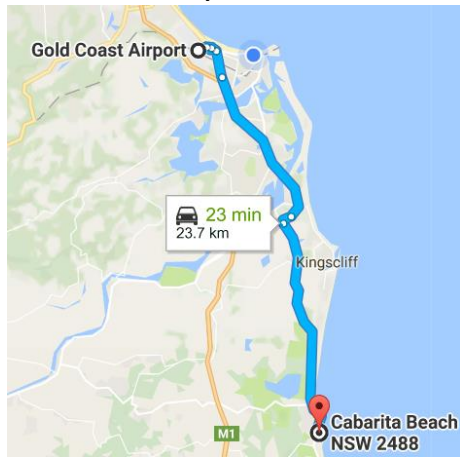 Gold Coast Airport
23 min
23.7 km
Kingscliff
M1
Cabarita Beach
NSW 2488